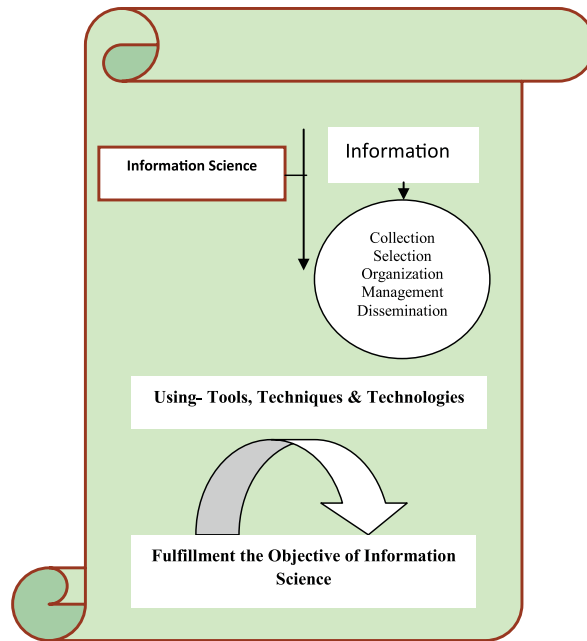 Information Science
Information
Collection
Selection
Organization
Management
Dissemination
Using- Tools, Techniques & Technologies
Fulfillment the Objective of Information
Science